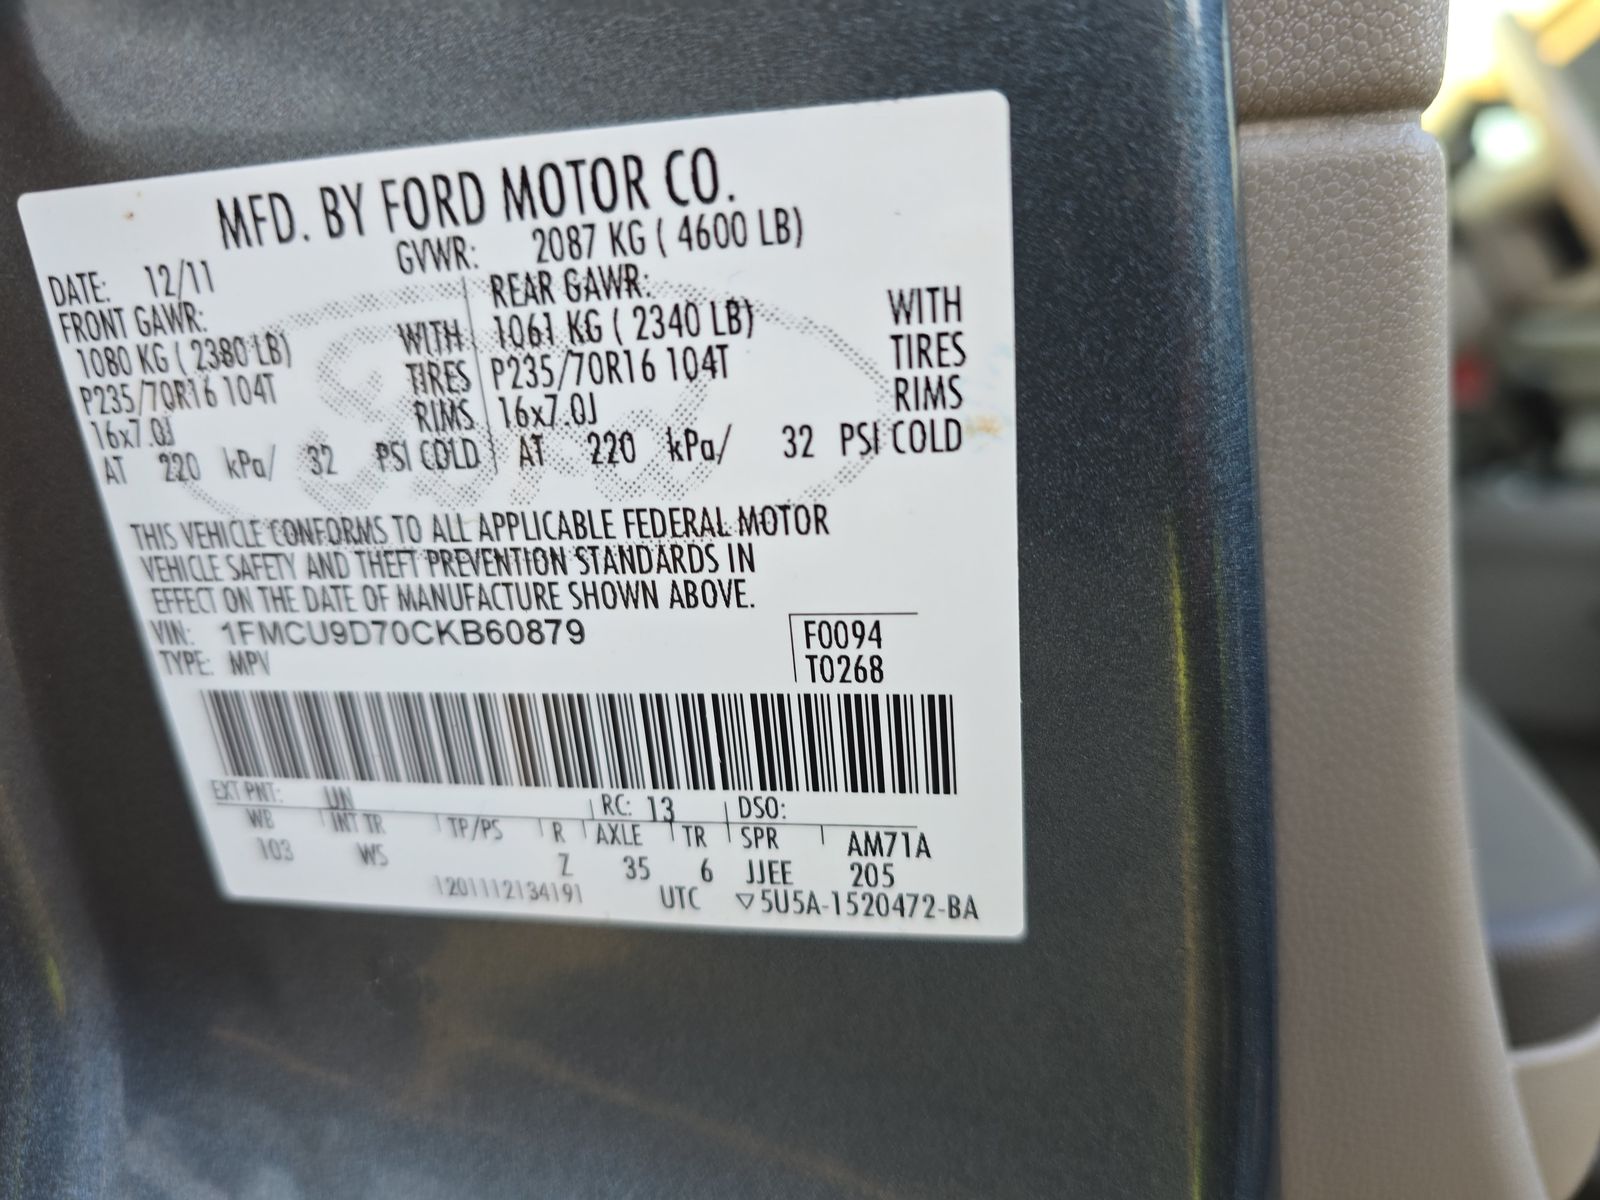 MFD. BY FORD MOTOR CO.
DATE: 12/11 GVWR: 2087 KG ( 4600 LB)
FRONT GAWR: REAR GAWR:
1080 KG ( 2380 LB) WITH 1061 KG ( 2340 LB) WITH
P235/70R16 104T TIRES P235/70R16 104T TIRES
16x7.0J RIMS 16x7.0J RIMS
AT 220 kPa/ 32 PSI COLD AT 220 kPa/ 32 PSI COLD
THIS VEHICLE CONFORMS TO ALL APPLICABLE FEDERAL MOTOR
VEHICLE SAFETY AND THEFT PREVENTION STANDARDS IN
EFFECT ON THE DATE OF MANUFACTURE SHOWN ABOVE.
VIN: 1FMCU9D70CKB60879 F0094
TYPE: MPV T0268
EXT PNT: UN RC: 13 DSO:
WB INT TR TP/PS R AXLE TR SPR AM71A
103 WS Z 35 6 JJEE 205
1201112134191 UTC ▽5U5A-1520472-BA